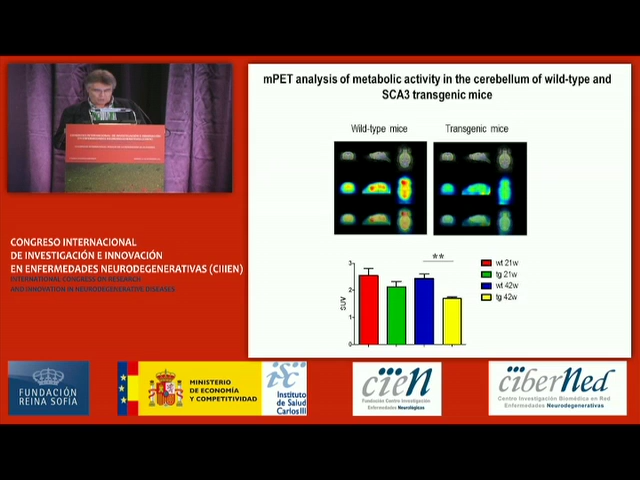 mPET analysis of metabolic activity in the cerebellum of wild-type and
SCA3 transgenic mice
Wild-type mice
Transgenic mice
SUV
3
2
1
0
**
wt 21w
tg 21w
wt 42w
tg 42w
CONGRESO INTERNACIONAL
DE INVESTIGACIÓN E INNOVACIÓN
EN ENFERMEDADES NEURODEGENERATIVAS (CIIIEN)
INTERNATIONAL CONGRESS ON RESEARCH
AND INNOVATION IN NEURODEGENERATIVE DISEASES
FUNDACIÓN
REINA SOFÍA
MINISTERIO
DE ECONOMÍA
Y COMPETITIVIDAD
isc
Instituto
de Salud
Carlos III
cien
Fundación Centro Investigación
Enfermedades Neurológicas
ciberNed
Centro Investigación Biomédica en Red
Enfermedades Neurodegenerativas